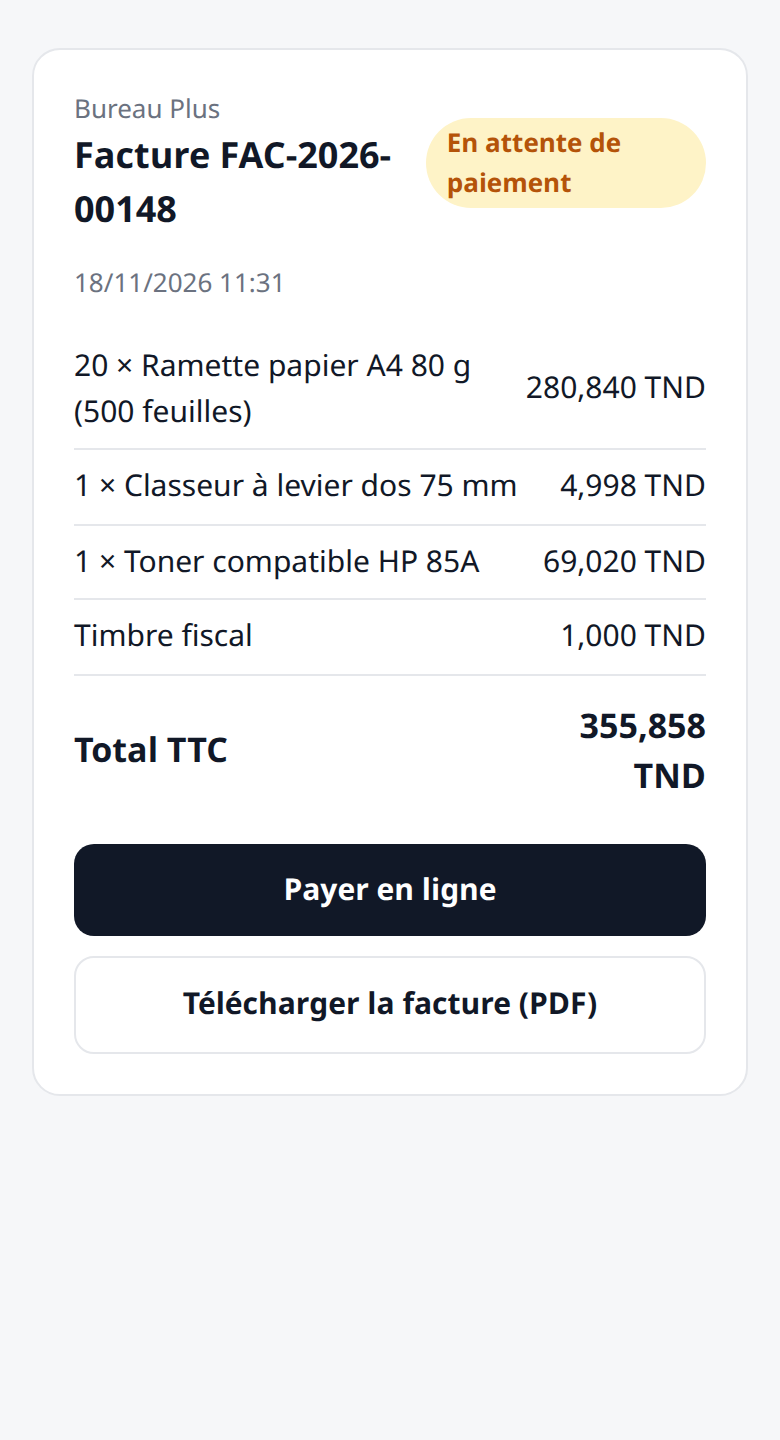 Bureau Plus
Facture FAC-2026-
00148
En attente de
paiement
18/11/2026 11:31
20 × Ramette papier A4 80 g
(500 feuilles)
280,840 TND
1 × Classeur à levier dos 75 mm 4,998 TND
1 × Toner compatible HP 85A 69,020 TND
Timbre fiscal 1,000 TND
Total TTC
355,858
TND
Payer en ligne
Télécharger la facture (PDF)